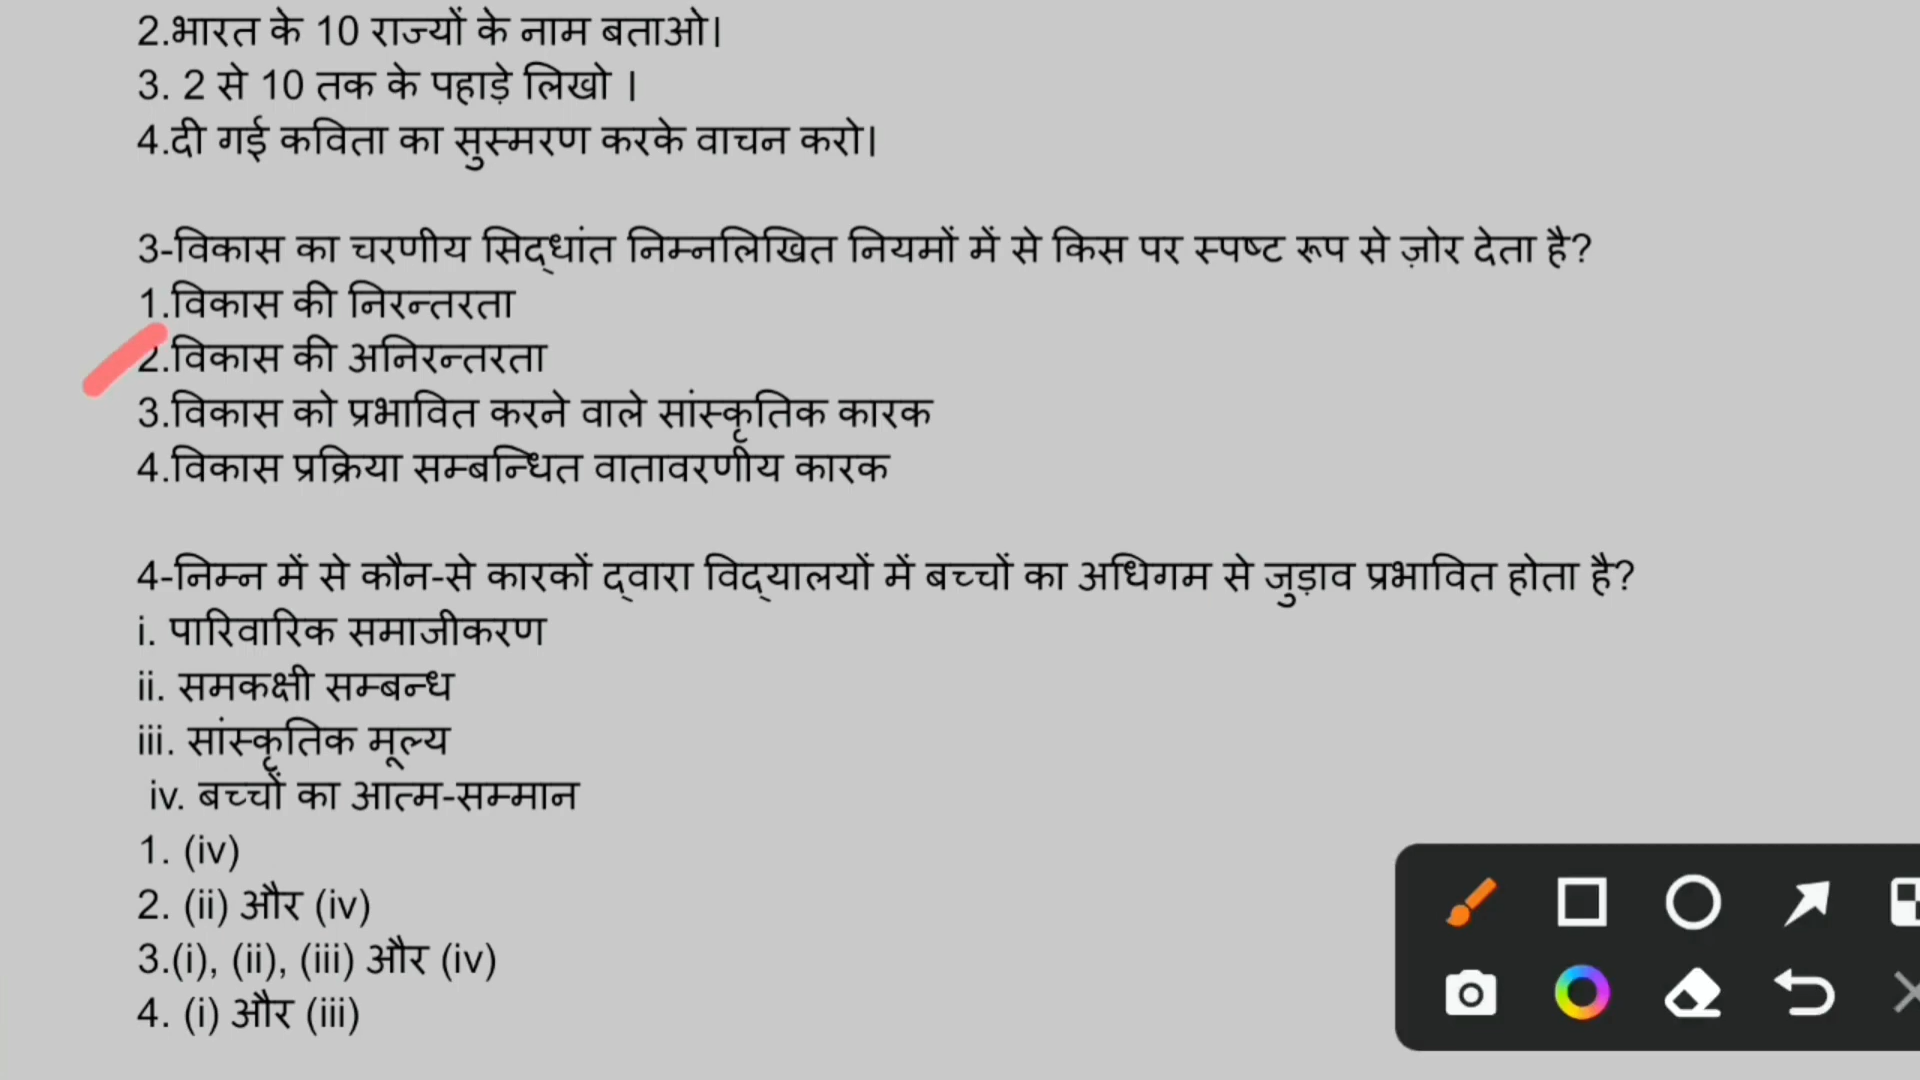 2.भारत के 10 राज्यों के नाम बताओ।
3. 2 से 10 तक के पहाड़े लिखो ।
4.दी गई कविता का सुस्मरण करके वाचन करो।
3-विकास का चरणीय सिद्धांत निम्नलिखित नियमों में से किस पर स्पष्ट रूप से ज़ोर देता है?
1.विकास की निरन्तरता
2.विकास की अनिरन्तरता
3.विकास को प्रभावित करने वाले सांस्कृतिक कारक
4.विकास प्रक्रिया सम्बन्धित वातावरणीय कारक
4-निम्न में से कौन-से कारकों द्वारा विद्यालयों में बच्चों का अधिगम से जुड़ाव प्रभावित होता है?
i. पारिवारिक समाजीकरण
ii. समकक्षी सम्बन्ध
iii. सांस्कृतिक मूल्य
iv. बच्चों का आत्म-सम्मान
1. (iv)
2. (ii) और (iv)
3.(i), (ii), (iii) और (iv)
4. (i) और (iii)